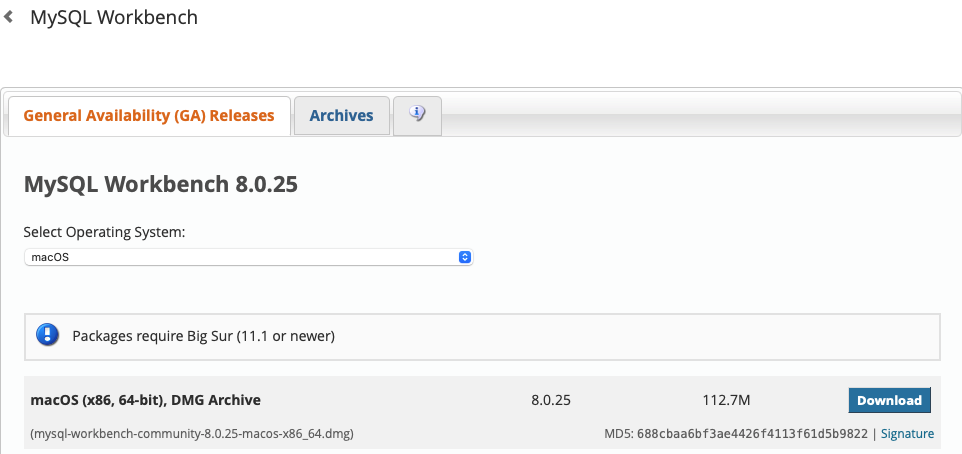 MySQL Workbench
General Availability (GA) Releases
Archives
MySQL Workbench 8.0.25
Select Operating System:
macOS
Packages require Big Sur (11.1 or newer)
macOS (x86, 64-bit), DMG Archive 8.0.25 112.7M Download
(mysql-workbench-community-8.0.25-macos-x86_64.dmg) MD5: 688cbaa6bf3ae4426f4113f61d5b9822 | Signature